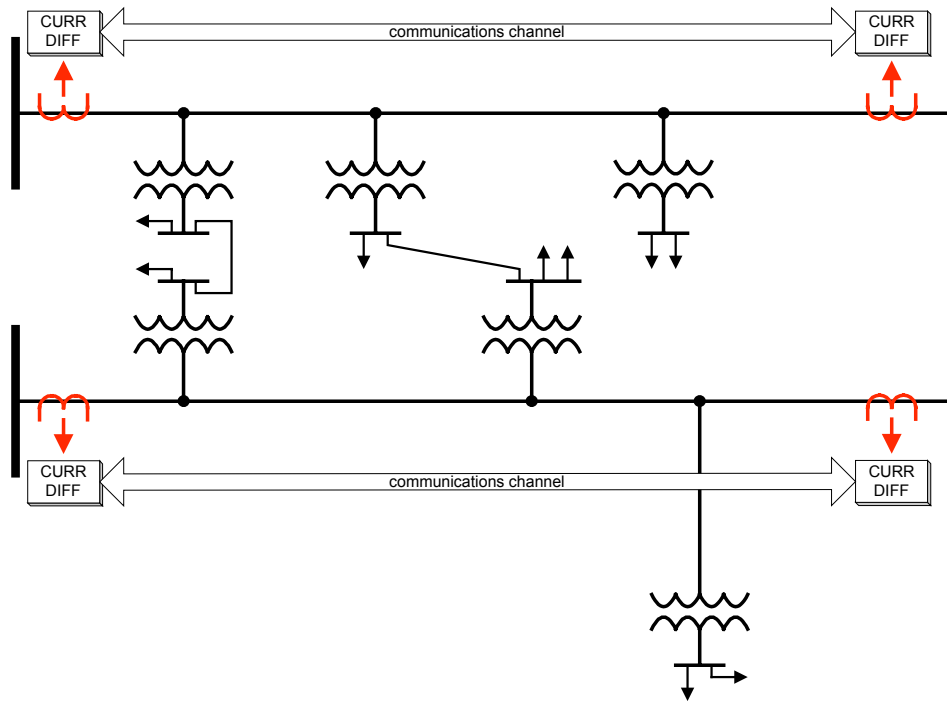 CURR
DIFF
communications channel
CURR
DIFF
CURR
DIFF
communications channel
CURR
DIFF